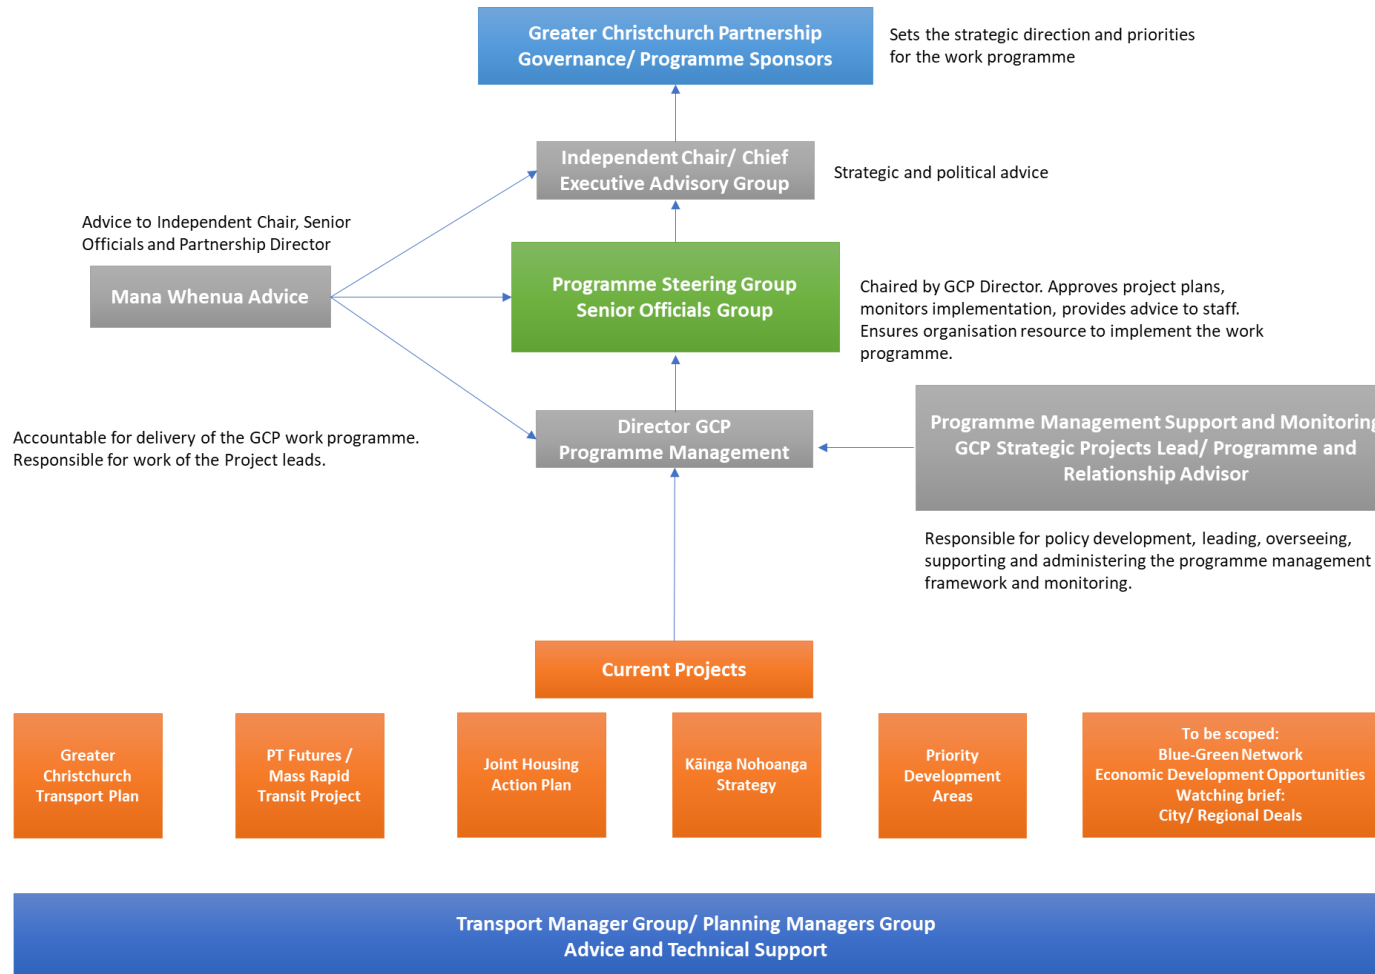 Greater Christchurch Partnership
Governance/ Programme Sponsors
Sets the strategic direction and priorities
for the work programme
Independent Chair/ Chief
Executive Advisory Group
Strategic and political advice
Advice to Independent Chair, Senior
Officials and Partnership Director
Mana Whenua Advice
Programme Steering Group
Senior Officials Group
Chaired by GCP Director. Approves project plans,
monitors implementation, provides advice to staff.
Ensures organisation resource to implement the work
programme.
Accountable for delivery of the GCP work programme.
Responsible for work of the Project leads.
Director GCP
Programme Management
Programme Management Support and Monitoring
GCP Strategic Projects Lead/ Programme and
Relationship Advisor
Responsible for policy development, leading, overseeing,
supporting and administering the programme management
framework and monitoring.
Current Projects
Greater
Christchurch
Transport Plan
PT Futures /
Mass Rapid
Transit Project
Joint Housing
Action Plan
Kāinga Nohoanga
Strategy
Priority
Development
Areas
To be scoped:
Blue-Green Network
Economic Development Opportunities
Watching brief:
City/ Regional Deals
Transport Manager Group/ Planning Managers Group
Advice and Technical Support